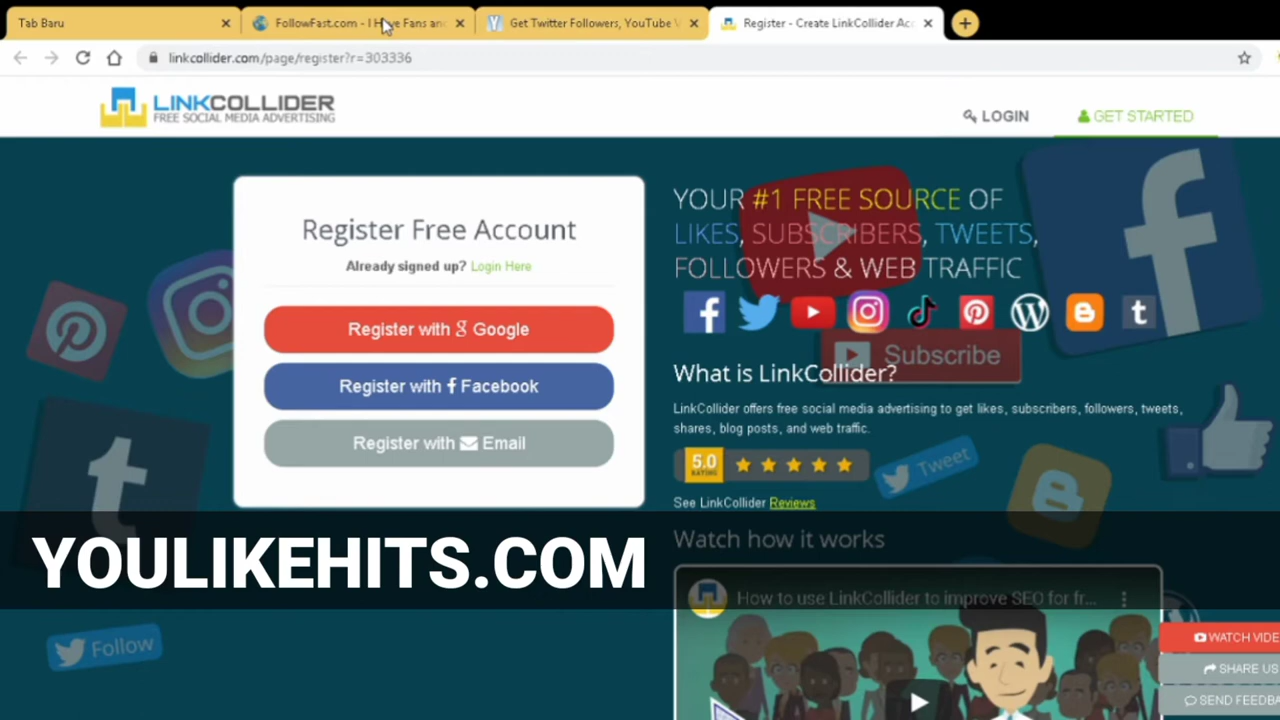 Tab Baru
FollowFast.com - I Have Fans an
Get Twitter Followers, YouTube V
Register - Create LinkCollider Acc
linkcollider.com/page/register?r=303336
LINKCOLLIDER
FREE SOCIAL MEDIA ADVERTISING
LOGIN
GET STARTED
Register Free Account
Already signed up? Login Here
Register with g Google
Register with f Facebook
Register with Email
YOUR #1 FREE SOURCE OF
LIKES, SUBSCRIBERS, TWEETS,
FOLLOWERS & WEB TRAFFIC
Subscribe
What is LinkCollider?
LinkCollider offers free social media advertising to get likes, subscribers, followers, tweets,
shares, blog posts, and web traffic.
5.0
RATING
Tweet
See LinkCollider Reviews
Watch how it works
YOULIKEHITS.COM
How to use LinkCollider to improve SEO for fr...
Follow
WATCH VIDE
SHARE US
SEND FEEDBA